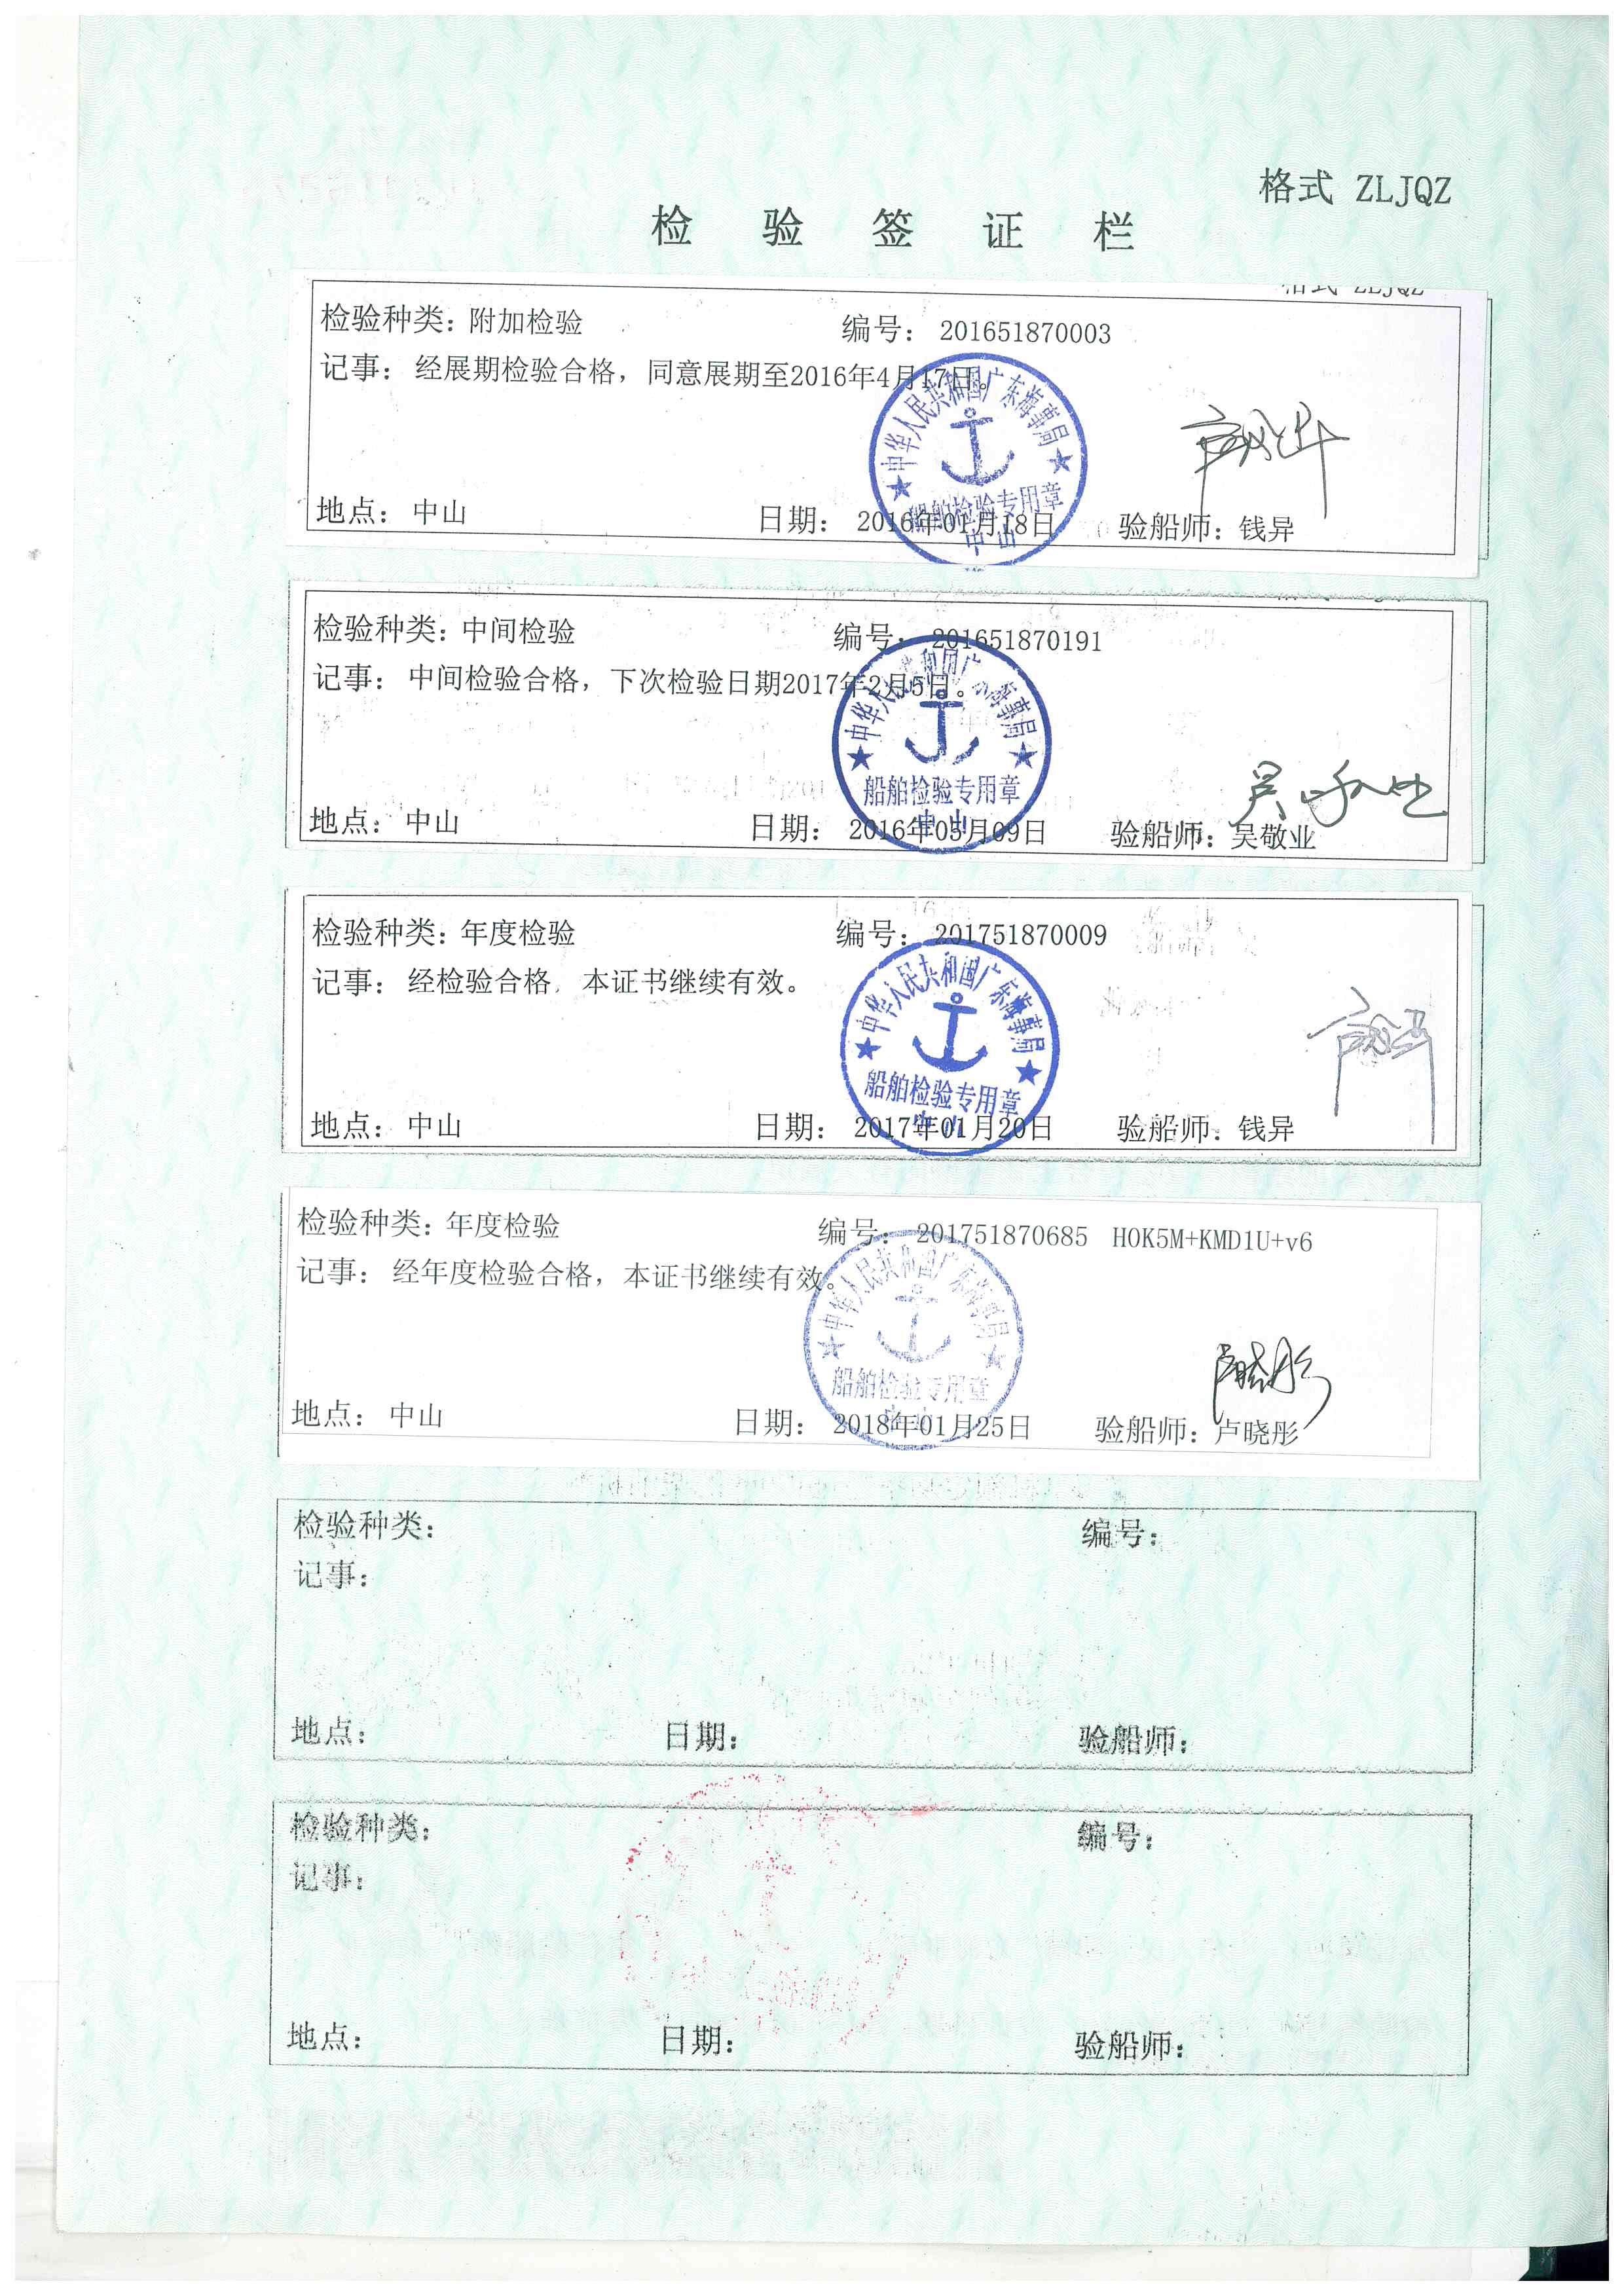 格式 ZLJQZ
检验签证栏
格式 ZLJQZ
检验种类：附加检验 编号：201651870003
记事：经展期检验合格，同意展期至2016年4月17日。
中华人民共和国广东海事局
船舶检验专用章
中山
地点：中山 日期：2016年01月18日 验船师：钱异
检验种类：中间检验 编号：201651870191
记事：中间检验合格，下次检验日期2017年2月5日。
中华人民共和国广东海事局
船舶检验专用章
中山
吴敬业
地点：中山 日期：2016年05月09日 验船师：吴敬业
检验种类：年度检验 编号：201751870009
记事：经检验合格，本证书继续有效。
中华人民共和国广东海事局
船舶检验专用章
中山
地点：中山 日期：2017年01月20日 验船师：钱异
检验种类：年度检验 编号：201751870685 HOK5M+KMD1U+v6
记事：经年度检验合格，本证书继续有效。
中华人民共和国广东海事局
船舶检验专用章
中山
卢晓彤
地点：中山 日期：2018年01月25日 验船师：卢晓彤
检验种类： 编号：
记事：
地点： 日期： 验船师：
检验种类： 编号：
记事：
地点： 日期： 验船师：